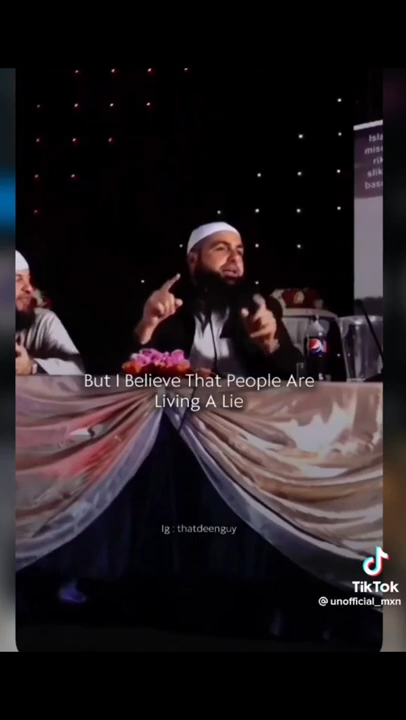 But I Believe That People Are
Living A Lie
Ig : thatdeenguy
TikTok
@ unofficial_mxn